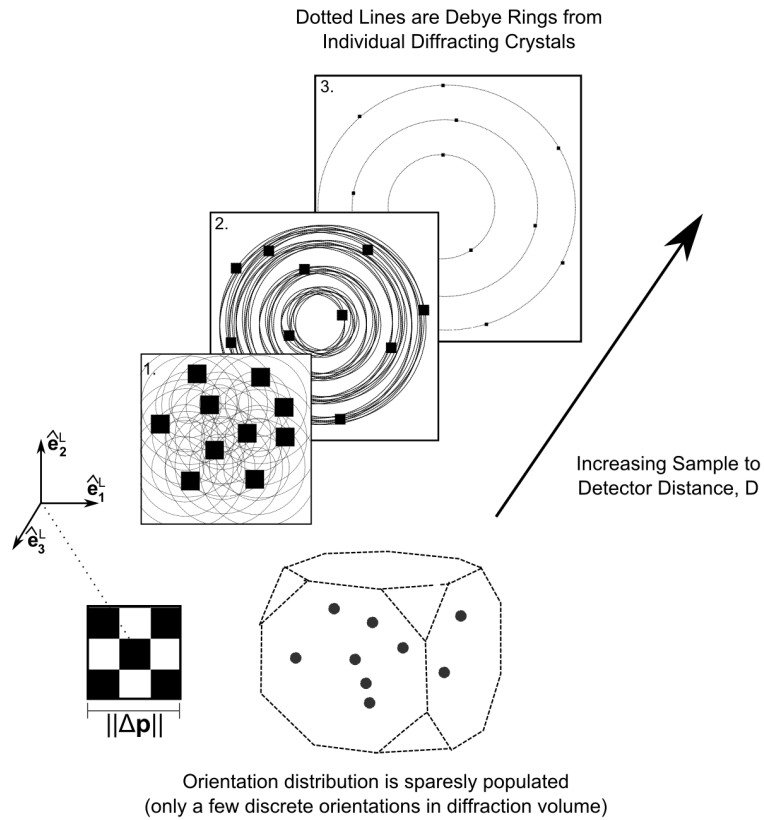 Dotted Lines are Debye Rings from
Individual Diffracting Crystals
3.
2.
1.
ê₂ᴸ
ê₁ᴸ
ê₃ᴸ
Increasing Sample to
Detector Distance, D
||Δp||
Orientation distribution is sparesly populated
(only a few discrete orientations in diffraction volume)